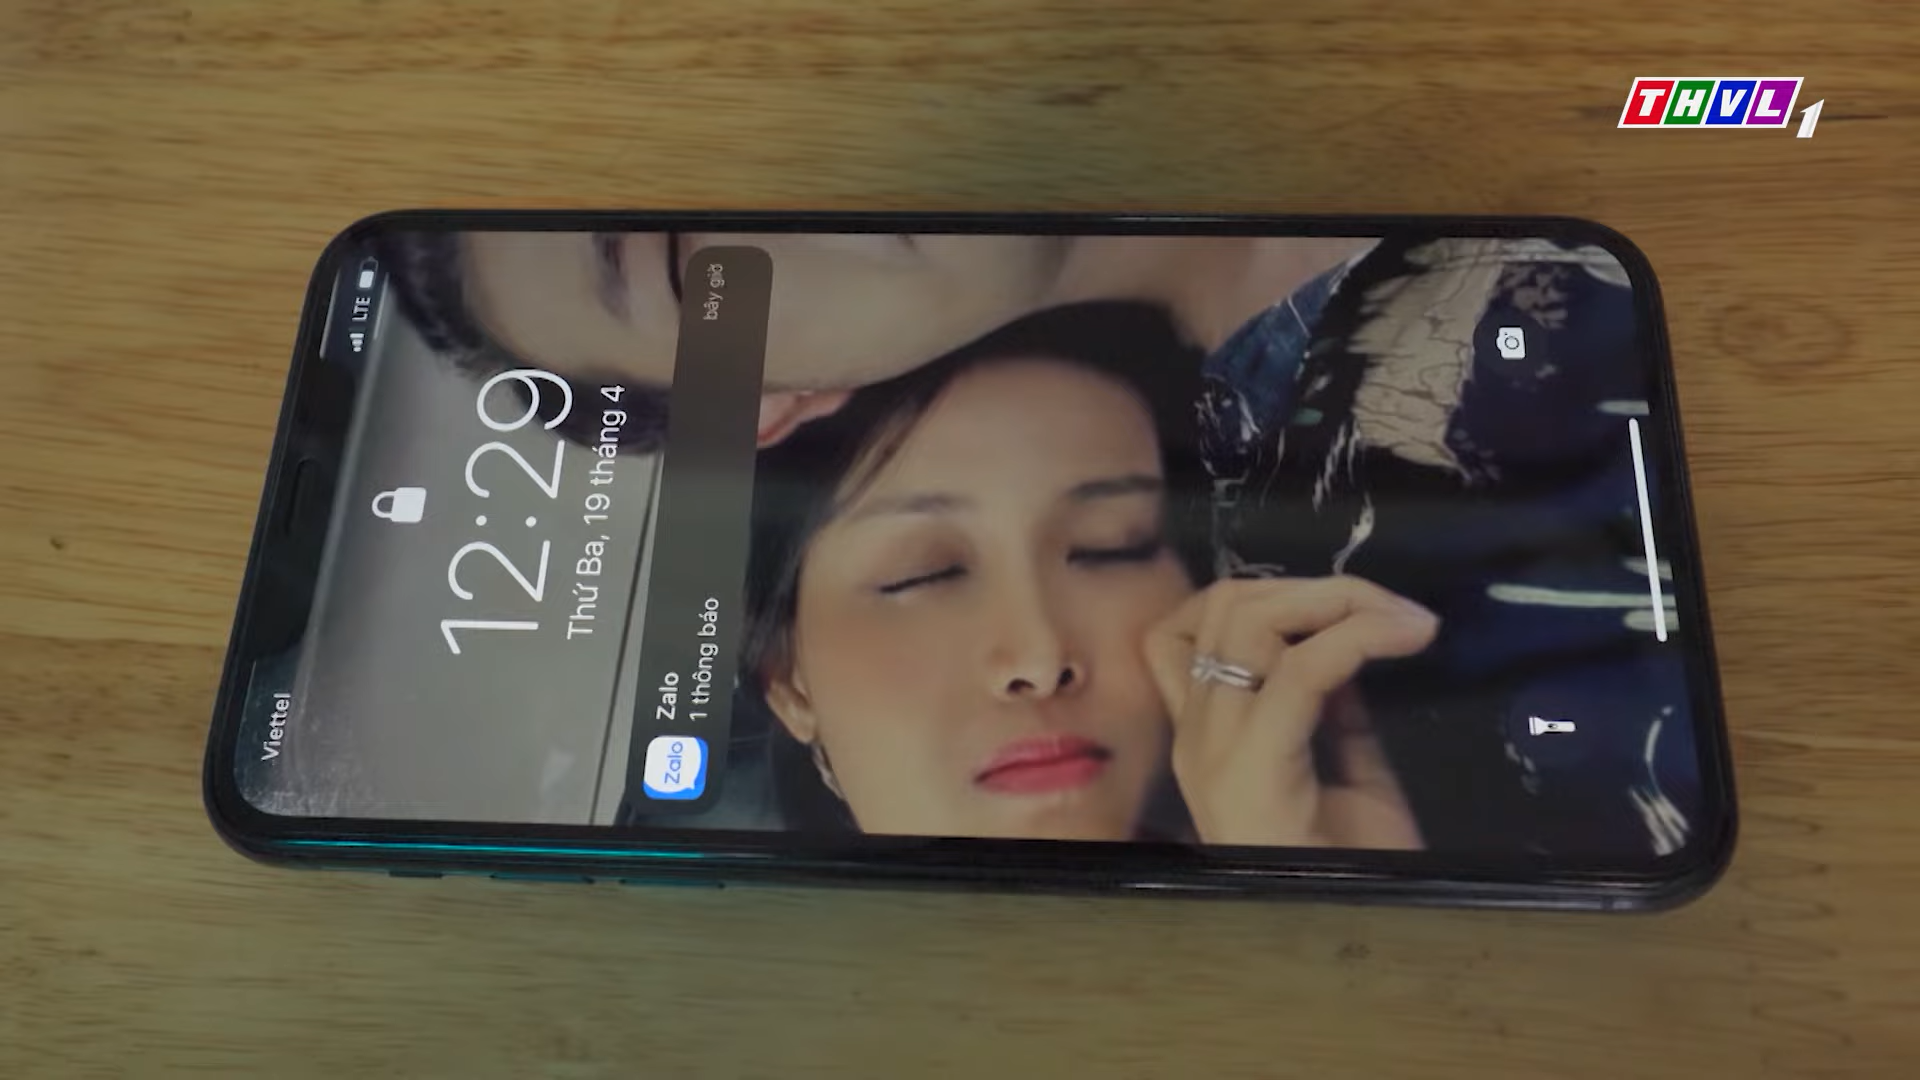 THVL1
Viettel
LTE
12:29
Thứ Ba, 19 tháng 4
Zalo
Zalo
bây giờ
1 thông báo